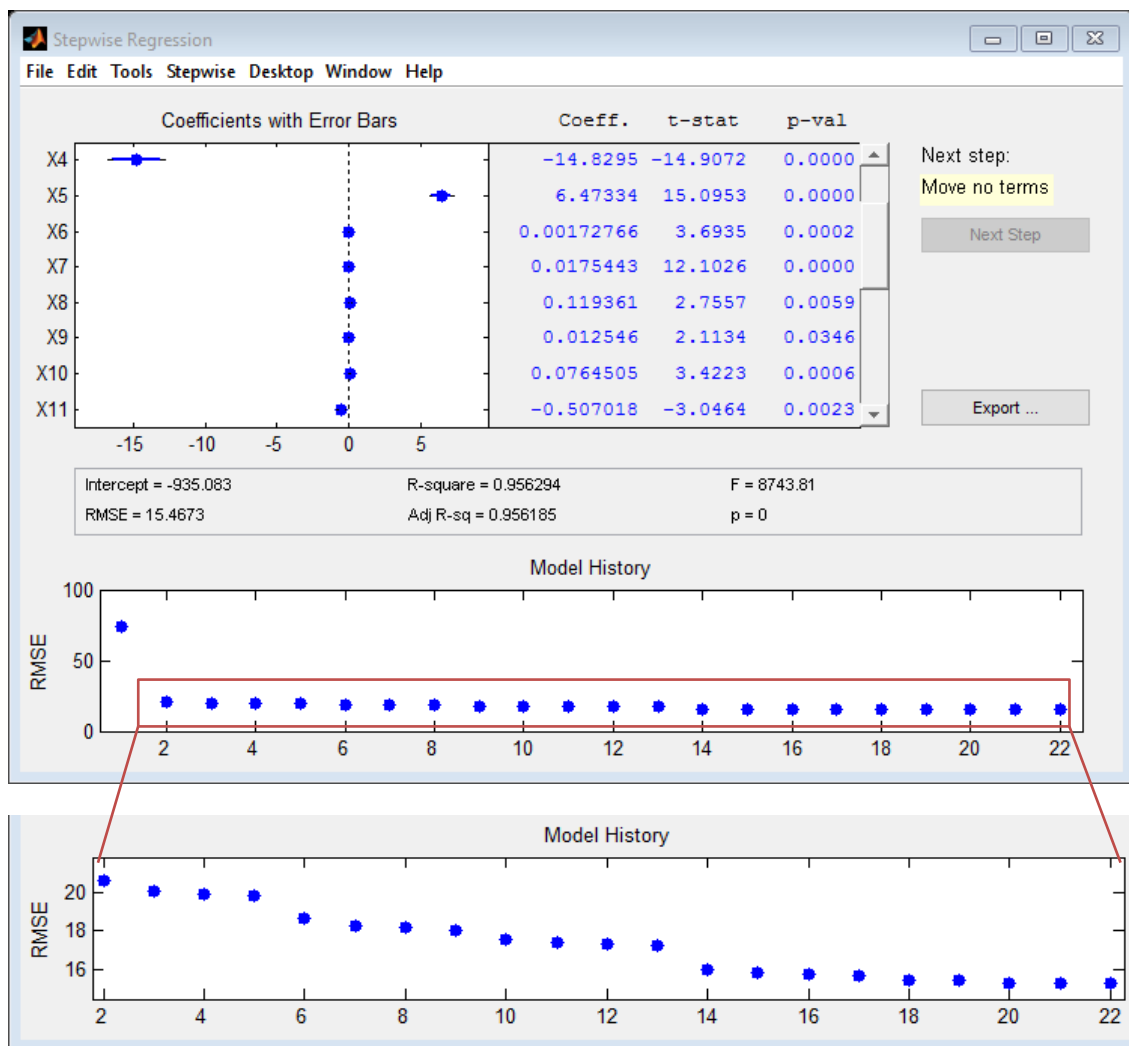 Stepwise Regression
File Edit Tools Stepwise Desktop Window Help
Coefficients with Error Bars
Coeff. t-stat p-val
X4 -14.8295 -14.9072 0.0000
X5 6.47334 15.0953 0.0000
X6 0.00172766 3.6935 0.0002
X7 0.0175443 12.1026 0.0000
X8 0.119361 2.7557 0.0059
X9 0.012546 2.1134 0.0346
X10 0.0764505 3.4223 0.0006
X11 -0.507018 -3.0464 0.0023
-15 -10 -5 0 5
Next step:
Move no terms
Next Step
Export ...
Intercept = -935.083 R-square = 0.956294 F = 8743.81
RMSE = 15.4673 Adj R-sq = 0.956185 p = 0
Model History
RMSE
100
50
0
2 4 6 8 10 12 14 16 18 20 22
Model History
RMSE
20
18
16
2 4 6 8 10 12 14 16 18 20 22